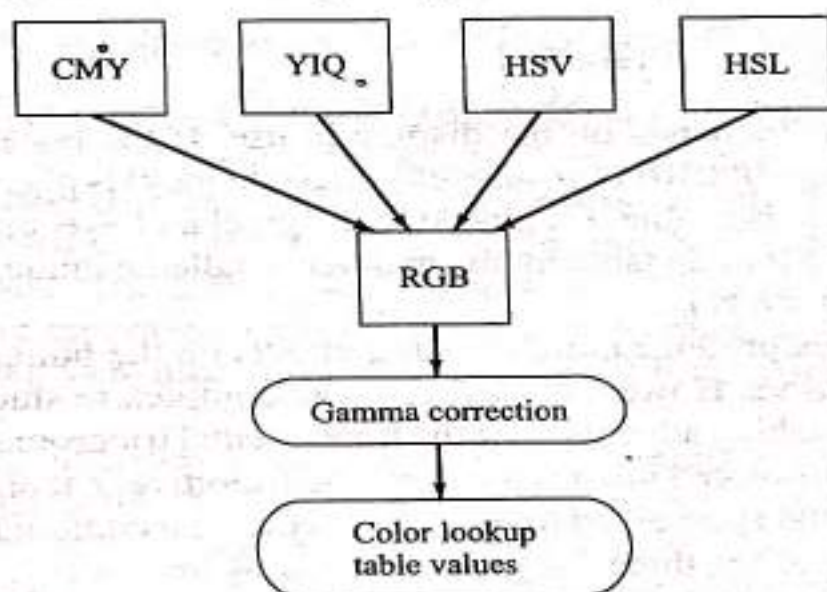 CMY
YIQ
HSV
HSL
RGB
Gamma correction
Color lookup
table values